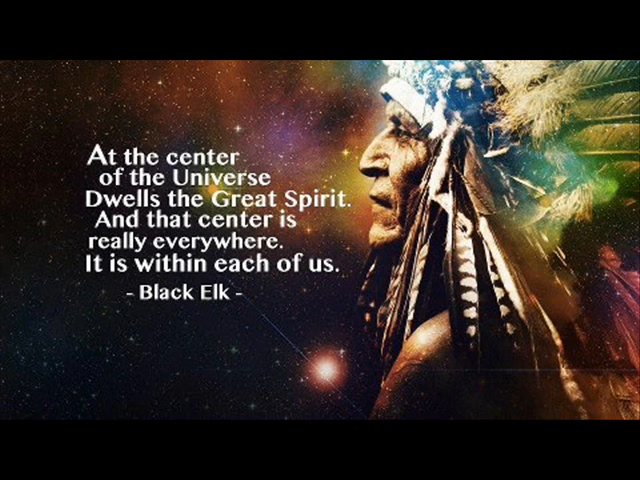 At the center
of the Universe
Dwells the Great Spirit.
And that center is
really everywhere.
It is within each of us.
- Black Elk -